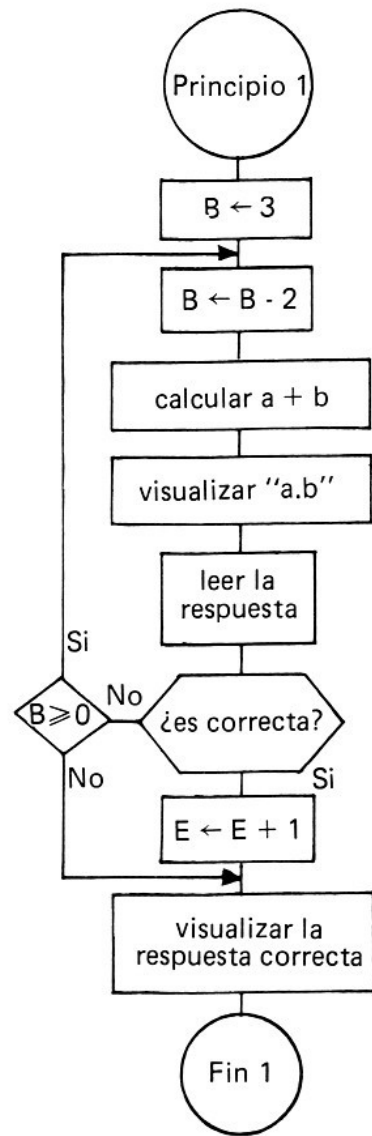 Principio 1
B ← 3
B ← B - 2
calcular a + b
visualizar "a.b"
leer la
respuesta
Si
B ⩾ 0
No
¿es correcta?
No
Si
E ← E + 1
visualizar la
respuesta correcta
Fin 1